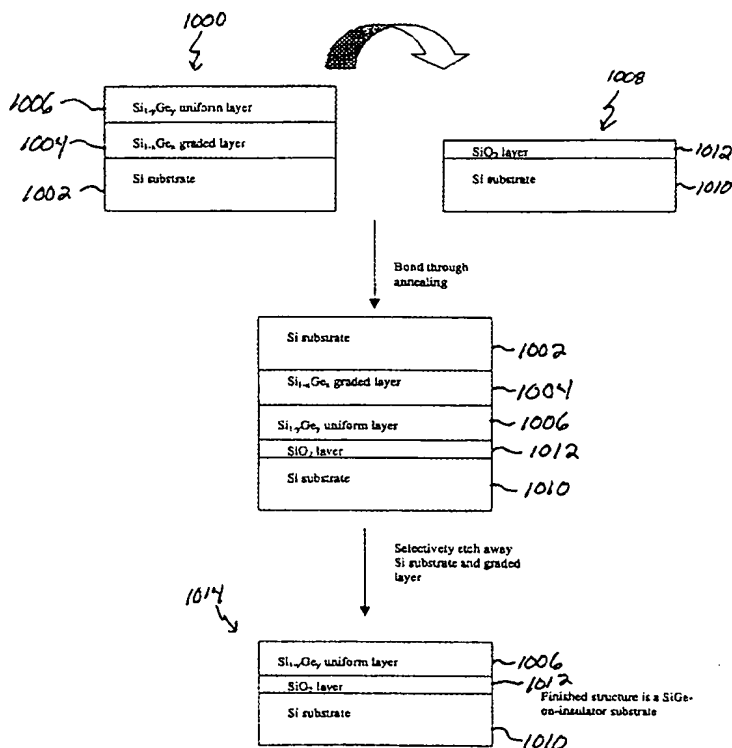 1000
1008
1006
Si₁₋yGey uniform layer
1004
Si₁₋ₓGeₓ graded layer
1002
Si substrate
SiO₂ layer
1012
Si substrate
1010
Bond through
annealing
Si substrate
1002
Si₁₋ₓGeₓ graded layer
1004
Si₁₋yGey uniform layer
1006
SiO₂ layer
1012
Si substrate
1010
Selectively etch away
Si substrate and graded
layer
1014
Si₁₋yGey uniform layer
1006
SiO₂ layer
1012
Finished structure is a SiGe-
on-insulator substrate
Si substrate
1010